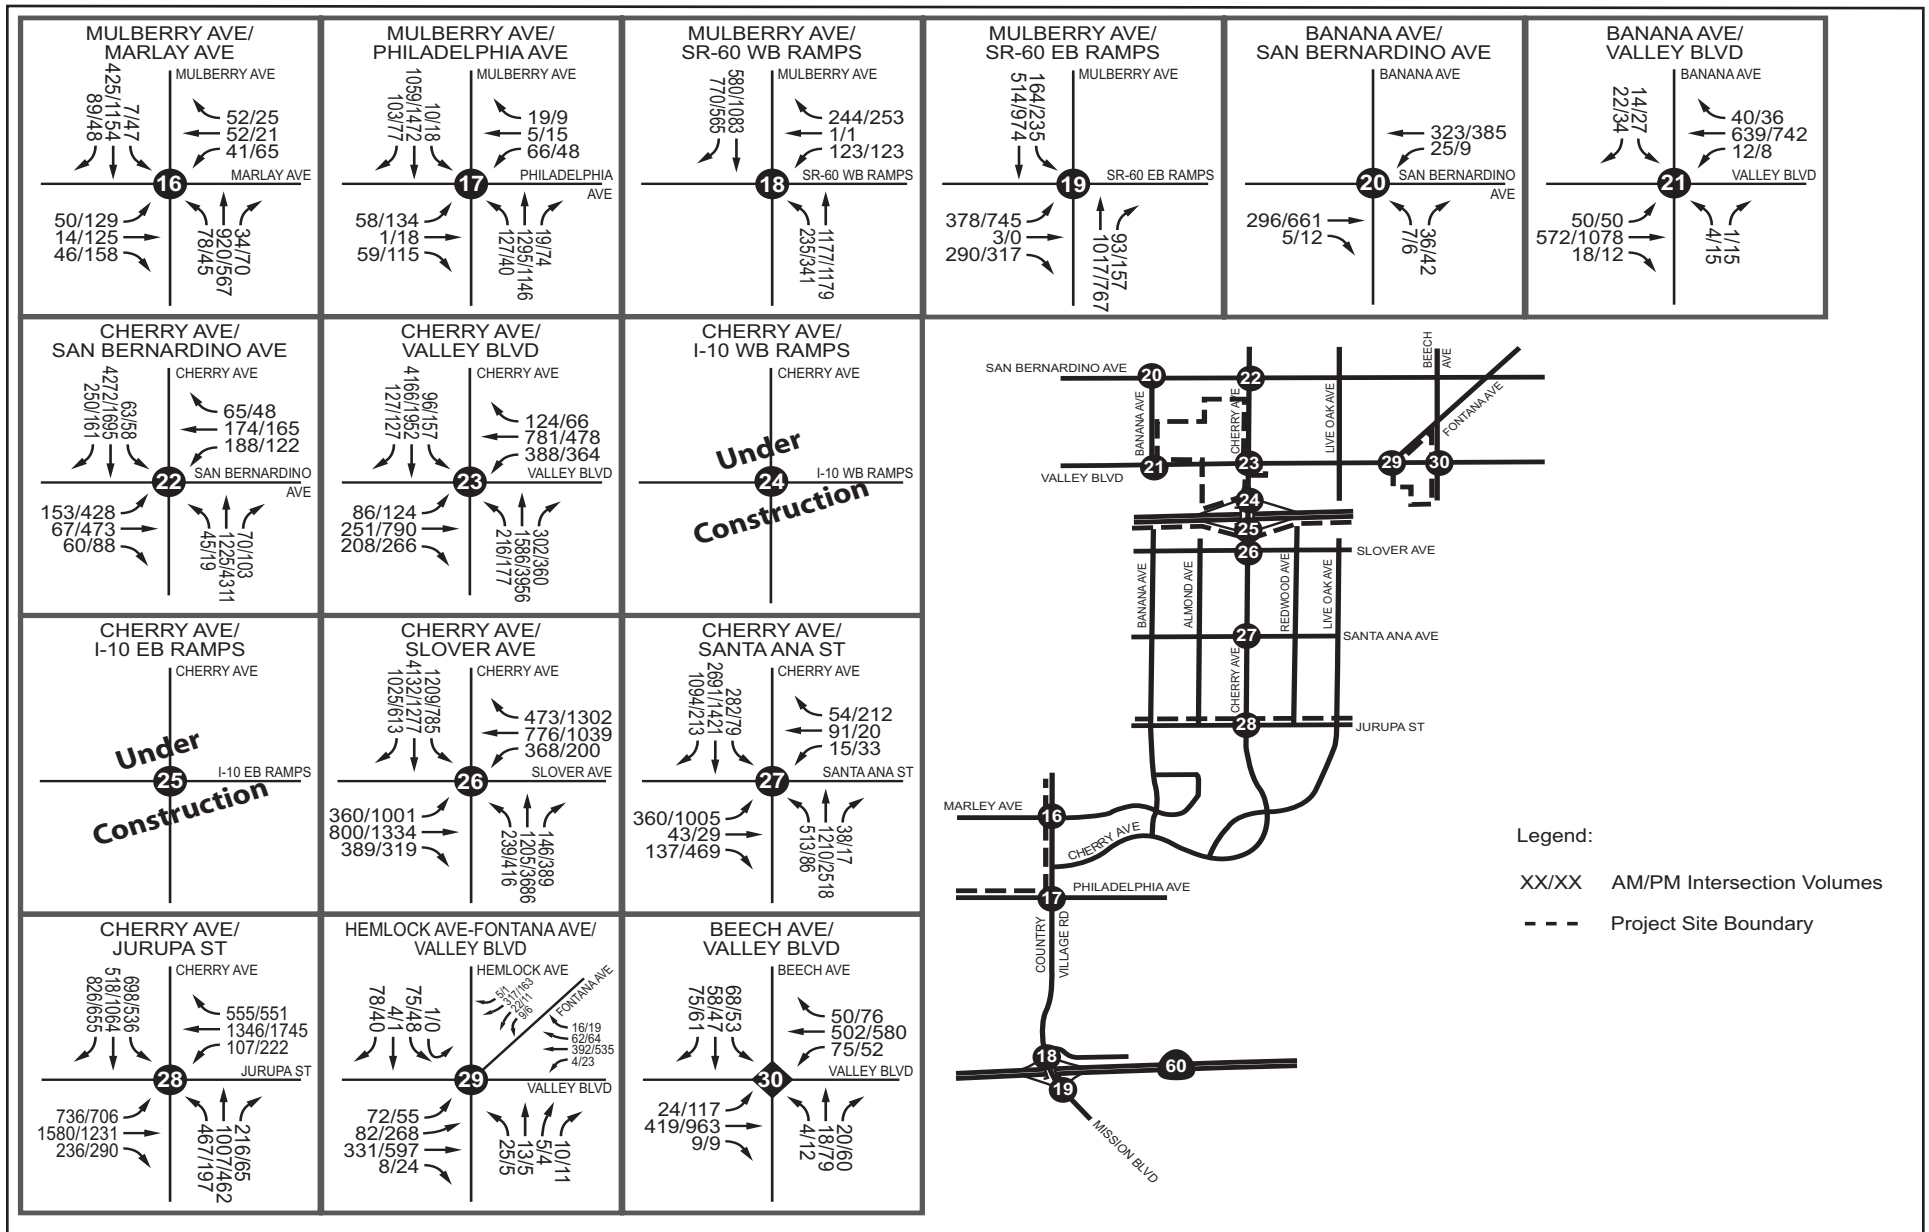 MULBERRY AVE/
MARLAY AVE
MULBERRY AVE
89/48
425/1154
7/47
52/25
52/21
41/65
16
MARLAY AVE
50/129
14/125
46/158
78/45
920/567
34/70
MULBERRY AVE/
PHILADELPHIA AVE
MULBERRY AVE
103/77
1059/1472
10/18
19/9
5/15
66/48
17
PHILADELPHIA
AVE
58/134
1/18
59/115
127/40
1295/1146
19/74
MULBERRY AVE/
SR-60 WB RAMPS
MULBERRY AVE
770/565
580/1083
244/253
1/1
123/123
18
SR-60 WB RAMPS
235/341
1177/1179
MULBERRY AVE/
SR-60 EB RAMPS
MULBERRY AVE
514/974
164/235
19
SR-60 EB RAMPS
378/745
3/0
290/317
1017/767
93/157
BANANA AVE/
SAN BERNARDINO AVE
BANANA AVE
323/385
25/9
20
SAN BERNARDINO
AVE
296/661
5/12
7/6
36/42
BANANA AVE/
VALLEY BLVD
BANANA AVE
22/34
14/27
40/36
639/742
12/8
21
VALLEY BLVD
50/50
572/1078
18/12
4/15
1/15
CHERRY AVE/
SAN BERNARDINO AVE
CHERRY AVE
250/161
4272/1695
63/58
65/48
174/165
188/122
22
SAN BERNARDINO
AVE
153/428
67/473
60/88
45/19
1225/4311
70/103
CHERRY AVE/
VALLEY BLVD
CHERRY AVE
127/127
4166/1952
96/157
124/66
781/478
388/364
23
VALLEY BLVD
86/124
251/790
208/266
216/177
1586/3956
302/360
CHERRY AVE/
I-10 WB RAMPS
CHERRY AVE
Under
24
I-10 WB RAMPS
Construction
CHERRY AVE/
I-10 EB RAMPS
CHERRY AVE
Under
25
I-10 EB RAMPS
Construction
CHERRY AVE/
SLOVER AVE
CHERRY AVE
1025/613
4132/1277
1209/785
473/1302
776/1039
368/200
26
SLOVER AVE
360/1001
800/1334
389/319
239/416
1205/3686
146/389
CHERRY AVE/
SANTA ANA ST
CHERRY AVE
1094/213
2691/1421
282/79
54/212
91/20
15/33
27
SANTA ANA ST
360/1005
43/29
137/469
513/86
1210/2518
38/17
CHERRY AVE/
JURUPA ST
CHERRY AVE
826/655
518/1064
698/536
555/551
1346/1745
107/222
28
JURUPA ST
736/706
1580/1231
236/290
467/197
1007/462
216/65
HEMLOCK AVE-FONTANA AVE/
VALLEY BLVD
HEMLOCK AVE
FONTANA AVE
78/40
4/1
75/48
1/0
5/1
317/163
22/11
9/6
16/19
62/64
392/535
4/23
29
VALLEY BLVD
72/55
82/268
331/597
8/24
25/5
13/5
5/4
10/11
BEECH AVE/
VALLEY BLVD
BEECH AVE
75/61
58/47
68/53
50/76
502/580
75/52
30
VALLEY BLVD
24/117
419/963
9/9
4/12
18/79
20/60
SAN BERNARDINO AVE
20
22
BEECH
AVE
BANANA AVE
CHERRY AVE
LIVE OAK AVE
FONTANA AVE
VALLEY BLVD
21
23
29
30
24
25
26
SLOVER AVE
BANANA AVE
ALMOND AVE
REDWOOD AVE
LIVE OAK AVE
27
SANTA ANA AVE
CHERRY AVE
28
JURUPA ST
MARLEY AVE
16
CHERRY AVE
17
PHILADELPHIA AVE
COUNTRY
VILLAGE RD
18
60
19
MISSION BLVD
Legend:
XX/XX AM/PM Intersection Volumes
Project Site Boundary